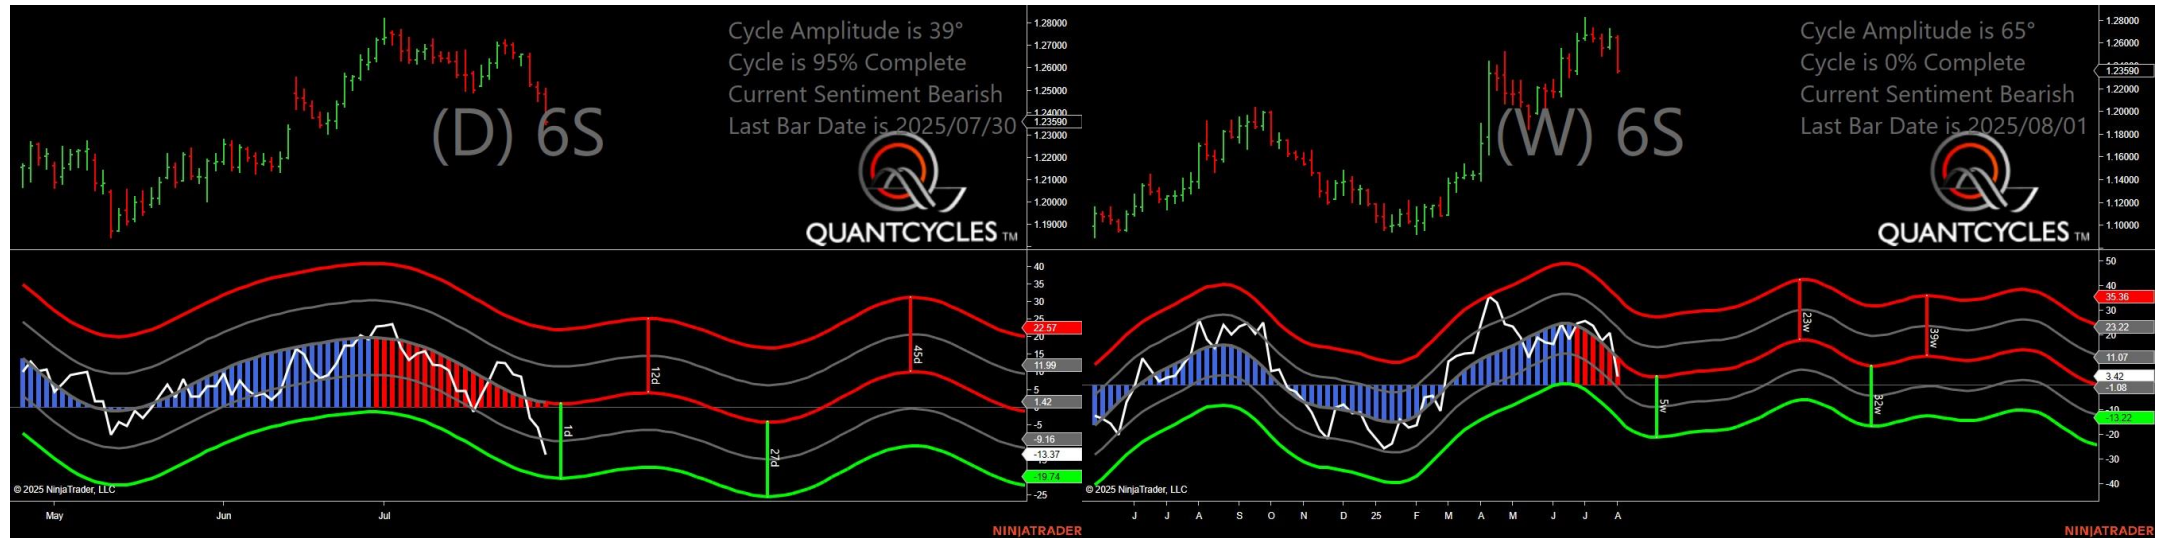 Cycle Amplitude is 39°
Cycle is 95% Complete
Current Sentiment Bearish
Last Bar Date is 2025/07/30
(D) 6S
QUANTCYCLES TM
1.28000
1.27000
1.26000
1.25000
1.24000
1.23590
1.23000
1.22000
1.21000
1.20000
1.19000
40
35
30
25
22.57
20
15
11.99
5
1.42
-5
-9.16
-13.37
-19.74
-25
1d
12d
27d
45d
© 2025 NinjaTrader, LLC
May
Jun
Jul
NINJATRADER
Cycle Amplitude is 65°
Cycle is 0% Complete
Current Sentiment Bearish
Last Bar Date is 2025/08/01
(W) 6S
QUANTCYCLES TM
1.28000
1.26000
1.23590
1.22000
1.20000
1.18000
1.16000
1.14000
1.12000
1.10000
50
40
35.36
30
23.22
11.07
3.42
-1.08
-10
-13.22
-20
-30
-40
5w
23w
32w
39w
© 2025 NinjaTrader, LLC
J J A S O N D 25 F M A M J J A
NINJATRADER